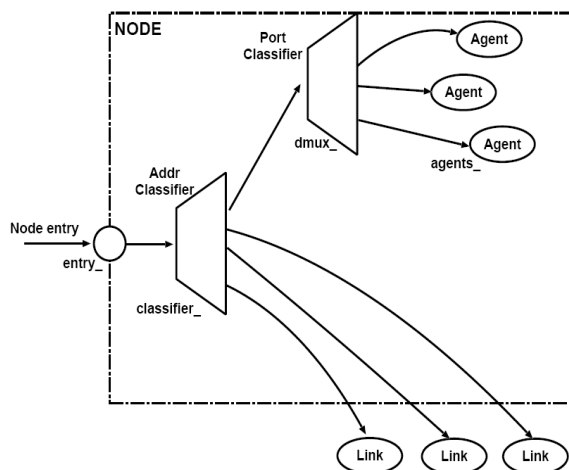 NODE
Port
Classifier
Agent
Agent
Agent
dmux_
agents_
Addr
Classifier
Node entry
entry_
classifier_
Link
Link
Link